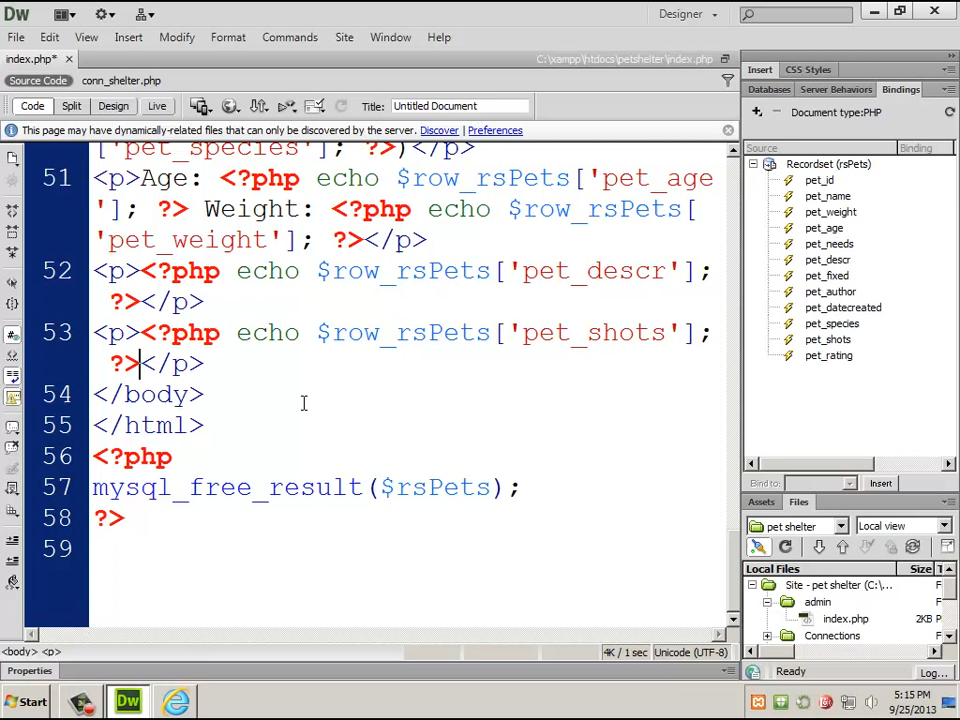 Dw
Designer
File Edit View Insert Modify Format Commands Site Window Help
index.php* × C:\xampp\htdocs\petshelter\index.php
Source Code conn_shelter.php
Code Split Design Live Title: Untitled Document
This page may have dynamically-related files that can only be discovered by the server. Discover | Preferences
['pet_species']; ?>)</p>
51 <p>Age: <?php echo $row_rsPets['pet_age
']; ?> Weight: <?php echo $row_rsPets[
'pet_weight']; ?></p>
52 <p><?php echo $row_rsPets['pet_descr'];
?></p>
53 <p><?php echo $row_rsPets['pet_shots'];
?></p>
54 </body>
55 </html>
56 <?php
57 mysql_free_result($rsPets);
58 ?>
59
<body> <p>
4K / 1 sec Unicode (UTF-8)
Properties
Insert CSS Styles
Databases Server Behaviors Bindings
Document type:PHP
Source Binding
Recordset (rsPets)
pet_id
pet_name
pet_weight
pet_age
pet_needs
pet_descr
pet_fixed
pet_author
pet_datecreated
pet_species
pet_shots
pet_rating
Bind to: Insert
Assets Files
pet shelter Local view
Local Files Size T
Site - pet shelter (C:\... F
admin F
index.php 2KB P
Connections F
Ready Log...
Start Dw
5:15 PM
9/25/2013